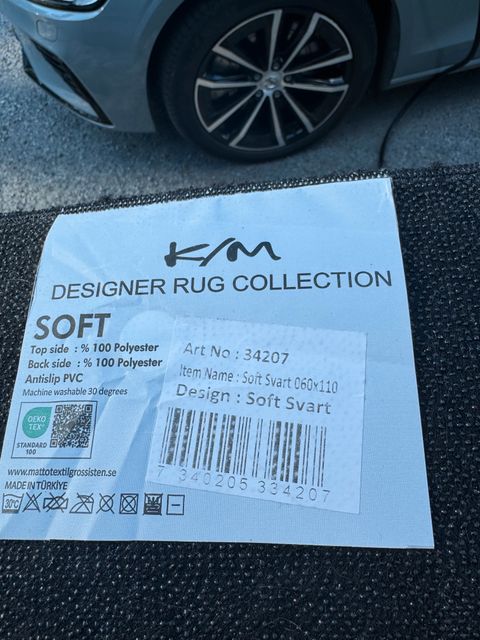 K/M
DESIGNER RUG COLLECTION
SOFT
Top side : % 100 Polyester
Back side : % 100 Polyester
Antislip PVC
Machine washable 30 degrees
OEKO
TEX
STANDARD
100
www.mattotextilgrossisten.se
MADE IN TÜRKİYE
30°C
Art No : 34207
Item Name : Soft Svart 060x110
Design : Soft Svart
7 340205 334207